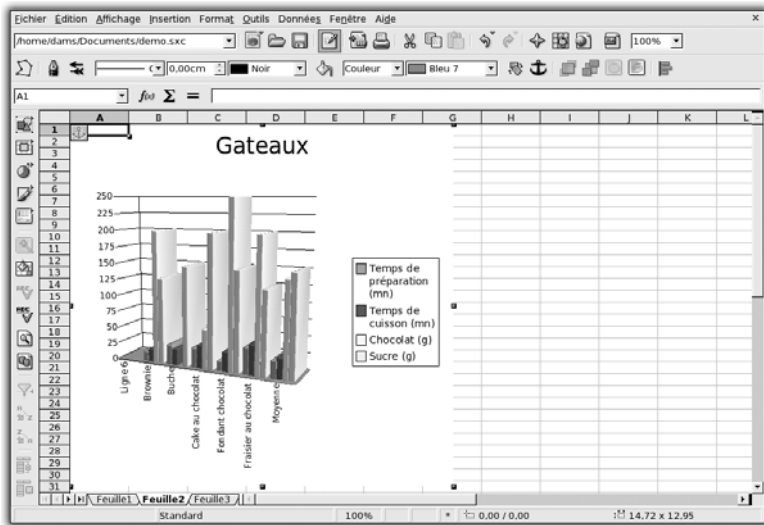 Fichier Édition Affichage Insertion Format Outils Données Fenêtre Aide
/home/dams/Documents/demo.sxc 100%
0,00cm Noir Couleur Bleu 7
A1 f(x) Σ =
A B C D E F G H I J K L
1
2
3
4
5
6
7
8
9
10
11
12
13
14
15
16
17
18
19
20
21
22
23
24
25
26
27
28
29
30
31
Gateaux
250
225
200
175
150
125
100
75
50
25
0
Ligne 6
Brownie
Buche
Cake au chocolat
Fondant chocolat
Fraisier au chocolat
Moyenne
Temps de
préparation
(mn)
Temps de
cuisson (mn)
Chocolat (g)
Sucre (g)
Feuille1 Feuille2 Feuille3
Standard 100% * 0,00 / 0,00 14,72 x 12,95